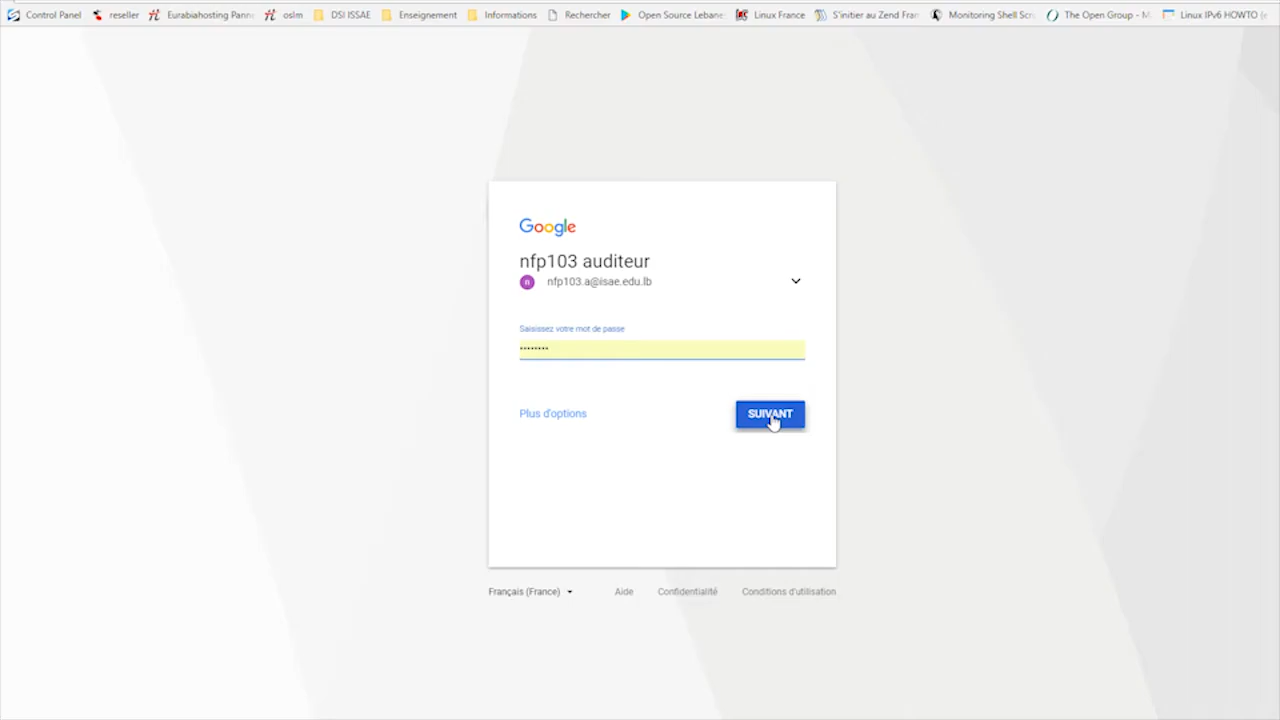 Control Panel reseller Eurabiahosting Pann oslm DSI ISSAE Enseignement Informations Rechercher Open Source Lebane Linux France S'initier au Zend Fran Monitoring Shell Scri The Open Group - M Linux IPv6 HOWTO (e
Google
nfp103 auditeur
n nfp103.a@isae.edu.lb
Saisissez votre mot de passe
••••••••
Plus d'options SUIVANT
Français (France) Aide Confidentialité Conditions d'utilisation